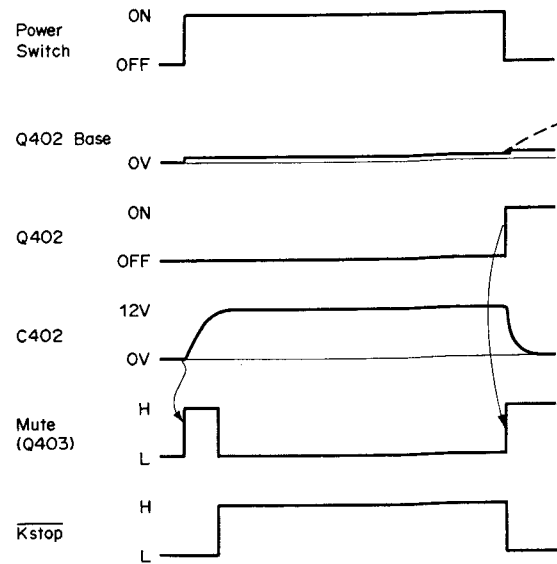 ON
Power
Switch
OFF
Q402 Base
0V
ON
Q402
OFF
12V
C402
0V
H
Mute
(Q403)
L
H
Kstop
L